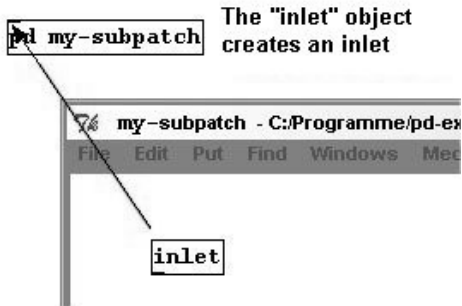 The "inlet" object
creates an inlet
pd my-subpatch
my-subpatch - C:/Programme/pd-ex
File Edit Put Find Windows Med
inlet